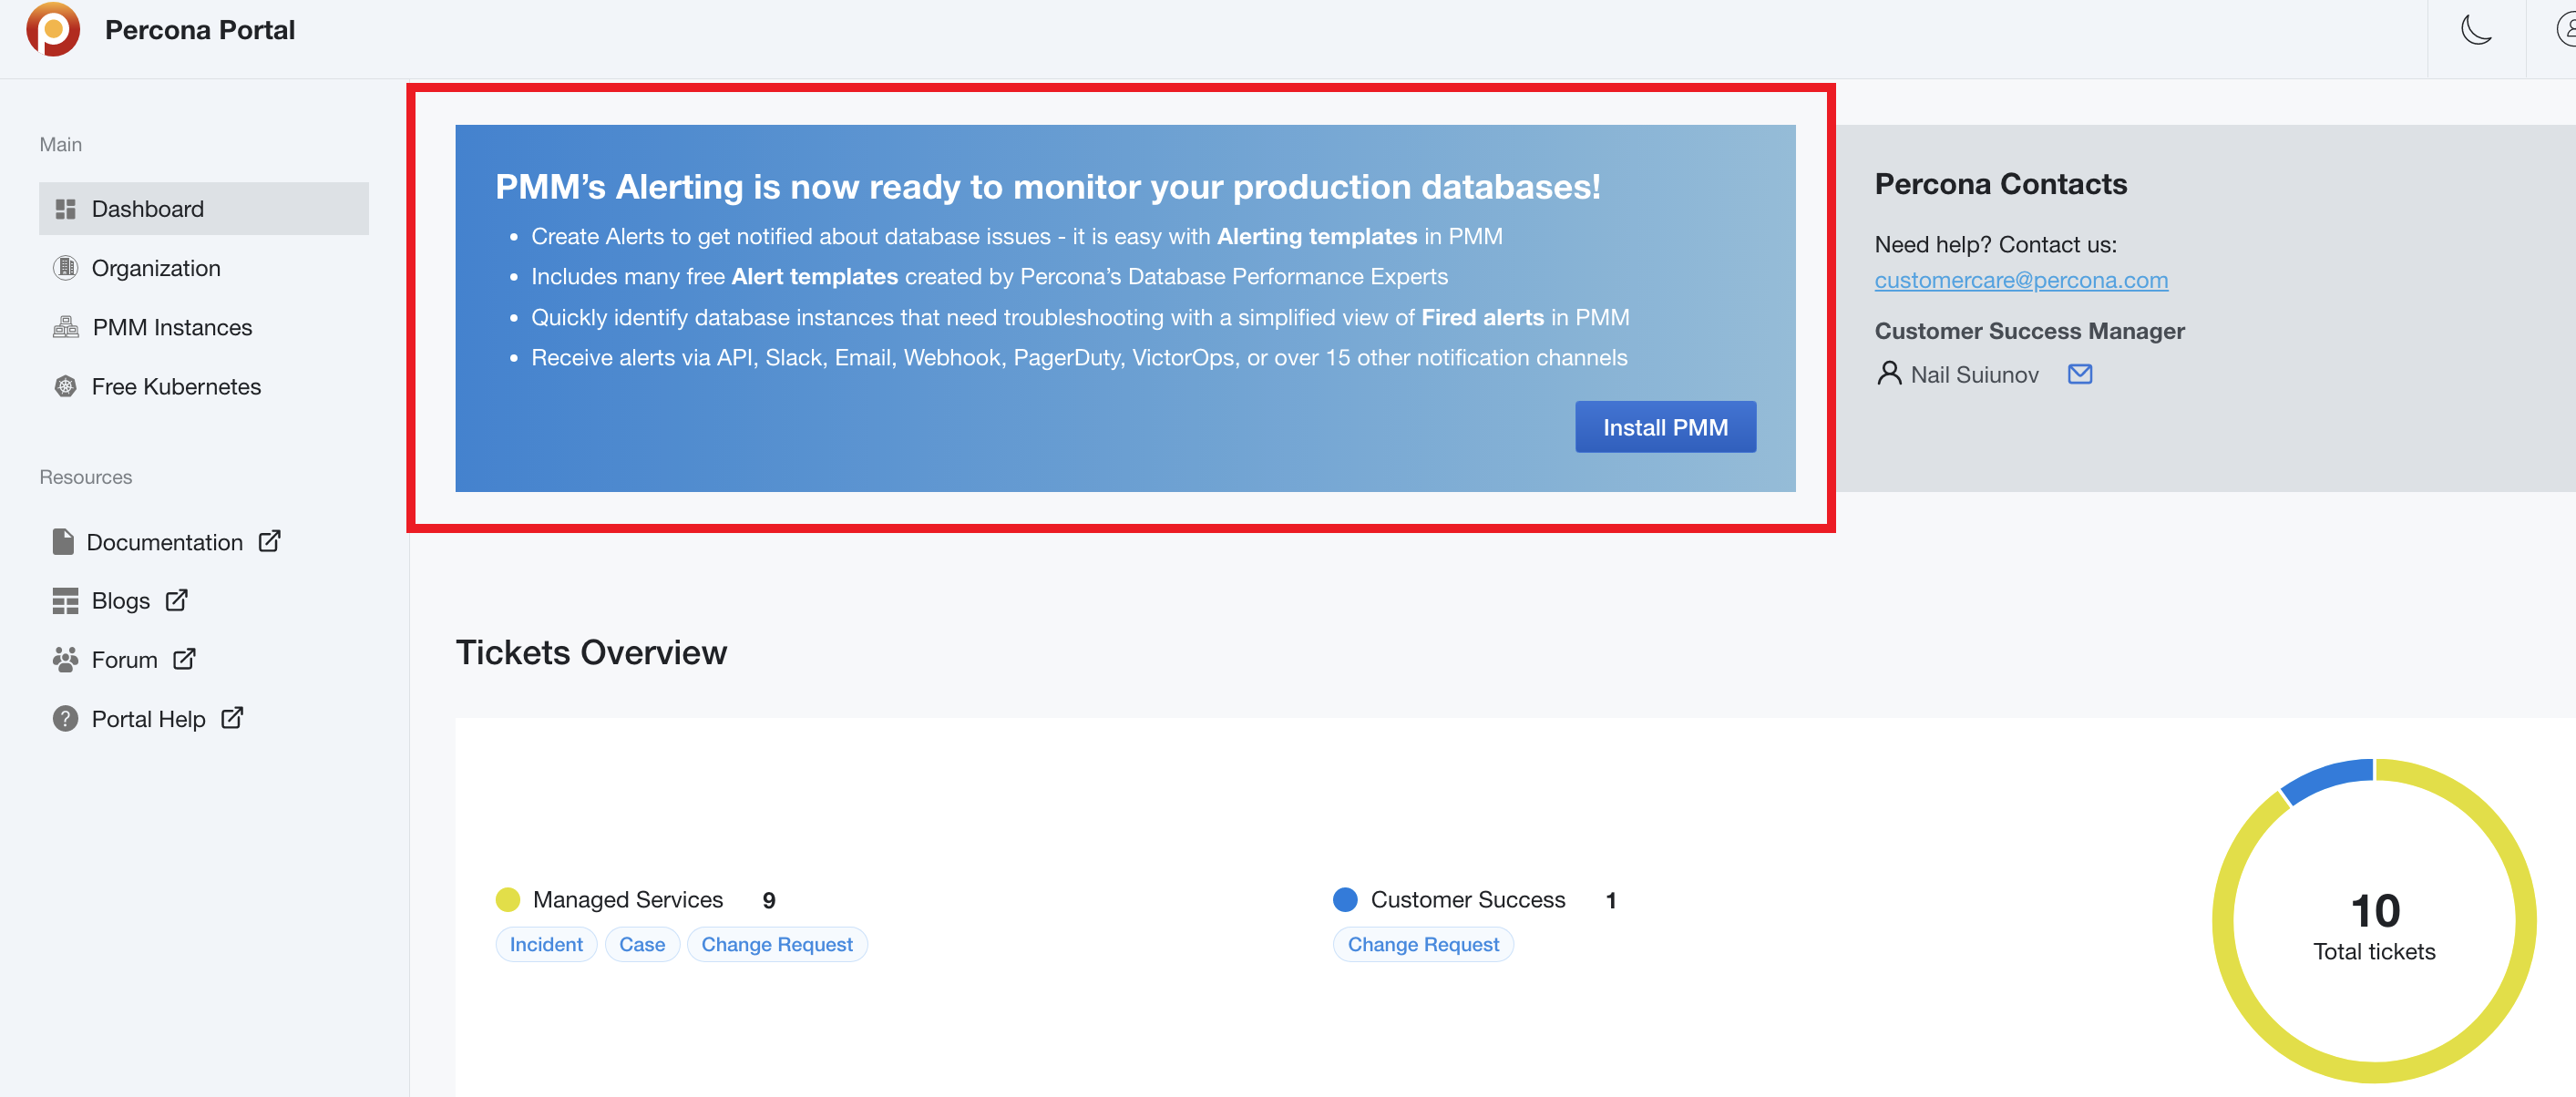 Percona Portal
Main
Dashboard
Organization
PMM Instances
Free Kubernetes
Resources
Documentation
Blogs
Forum
Portal Help
PMM’s Alerting is now ready to monitor your production databases!
• Create Alerts to get notified about database issues - it is easy with Alerting templates in PMM
• Includes many free Alert templates created by Percona’s Database Performance Experts
• Quickly identify database instances that need troubleshooting with a simplified view of Fired alerts in PMM
• Receive alerts via API, Slack, Email, Webhook, PagerDuty, VictorOps, or over 15 other notification channels
Install PMM
Percona Contacts
Need help? Contact us:
customercare@percona.com
Customer Success Manager
Nail Suiunov
Tickets Overview
Managed Services 9
Incident Case Change Request
Customer Success 1
Change Request
10
Total tickets